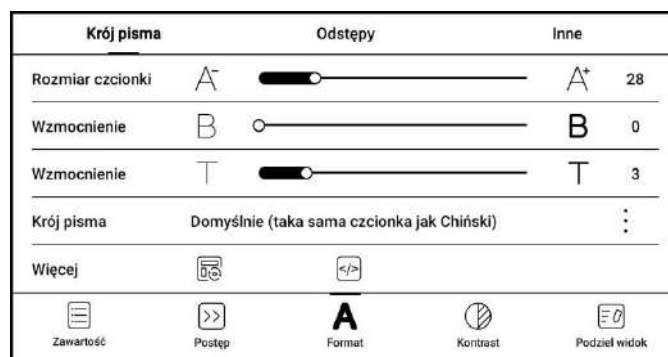 Krój pisma Odstępy Inne
Rozmiar czcionki A- A+ 28
Wzmocnienie B B 0
Wzmocnienie T T 3
Krój pisma Domyślnie (taka sama czcionka jak Chiński)
Więcej </>
A
Zawartość Postęp Format Kontrast Podziel widok